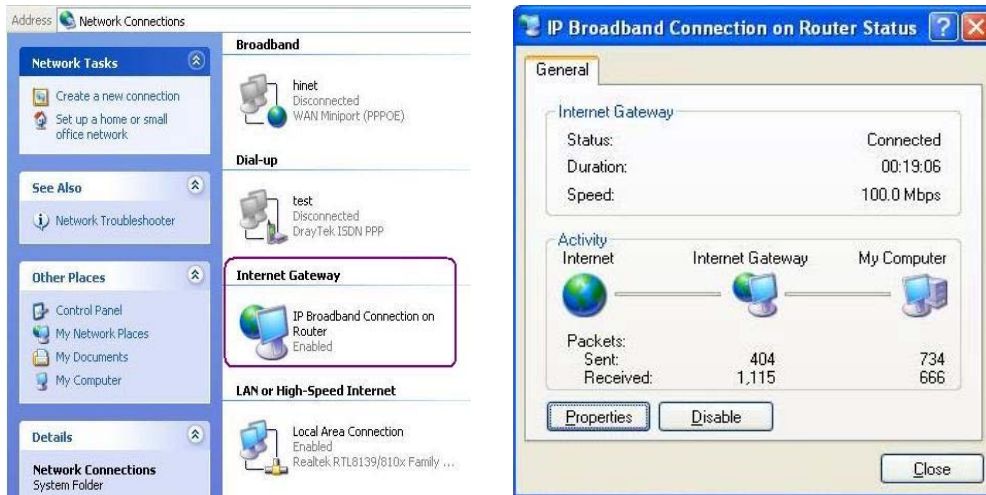 Address Network Connections
Network Tasks
Create a new connection
Set up a home or small
office network
See Also
Network Troubleshooter
Other Places
Control Panel
My Network Places
My Documents
My Computer
Details
Network Connections
System Folder
Broadband
hinet
Disconnected
WAN Miniport (PPPOE)
Dial-up
test
Disconnected
DrayTek ISDN PPP
Internet Gateway
IP Broadband Connection on
Router
Enabled
LAN or High-Speed Internet
Local Area Connection
Enabled
Realtek RTL8139/810x Family ...
IP Broadband Connection on Router Status
General
Internet Gateway
Status: Connected
Duration: 00:19:06
Speed: 100.0 Mbps
Activity
Internet Internet Gateway My Computer
Packets:
Sent: 404 734
Received: 1,115 666
Properties Disable
Close